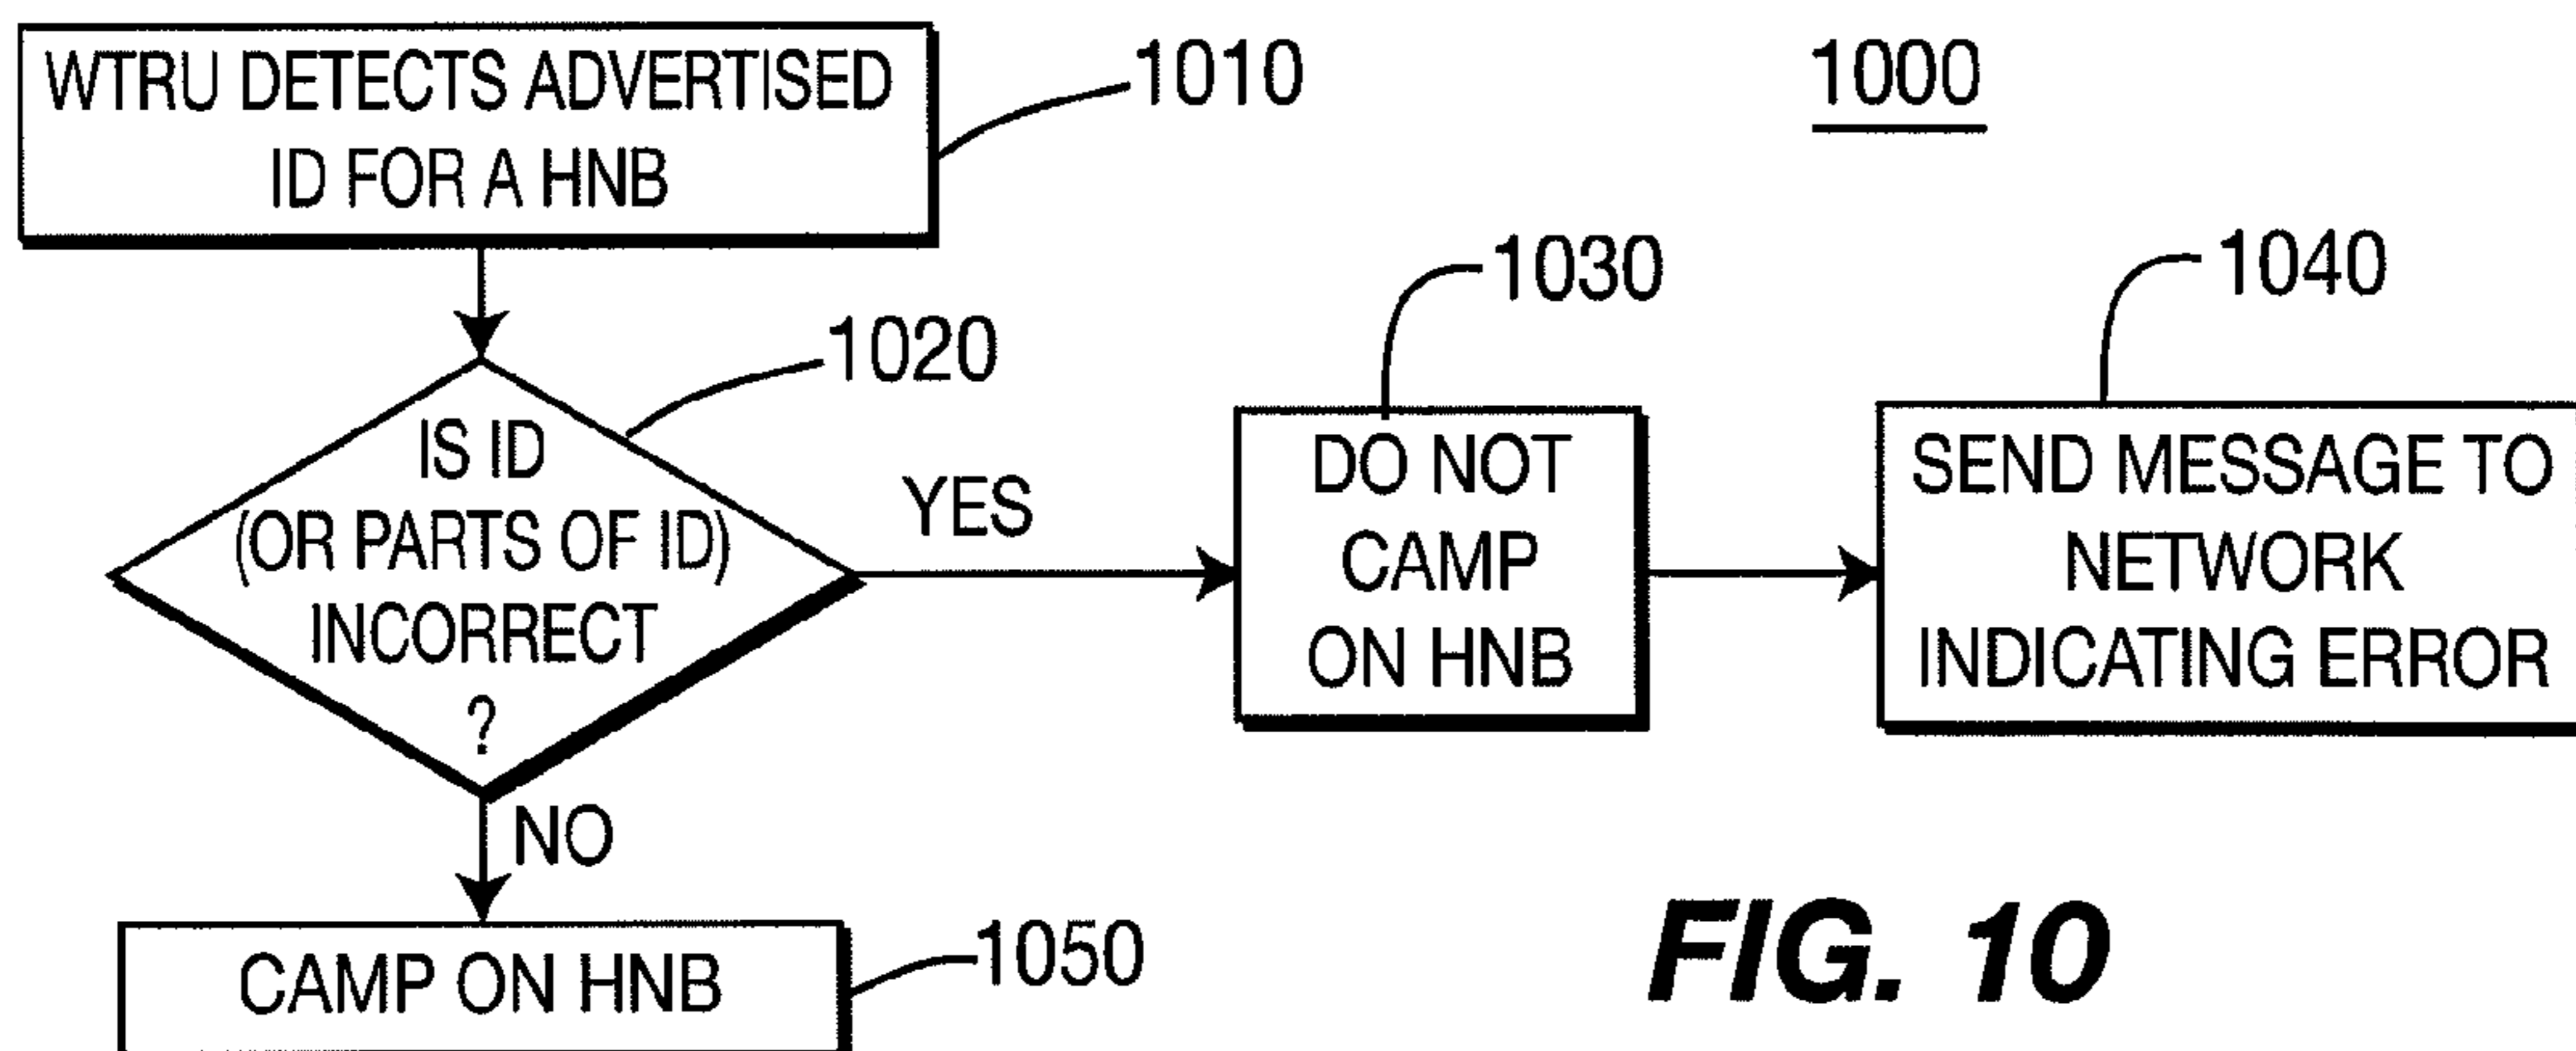 WTRU DETECTS ADVERTISED
ID FOR A HNB
1010
1000
1020
IS ID
(OR PARTS OF ID)
INCORRECT
?
YES
1030
DO NOT
CAMP
ON HNB
1040
SEND MESSAGE TO
NETWORK
INDICATING ERROR
NO
CAMP ON HNB
1050
FIG. 10